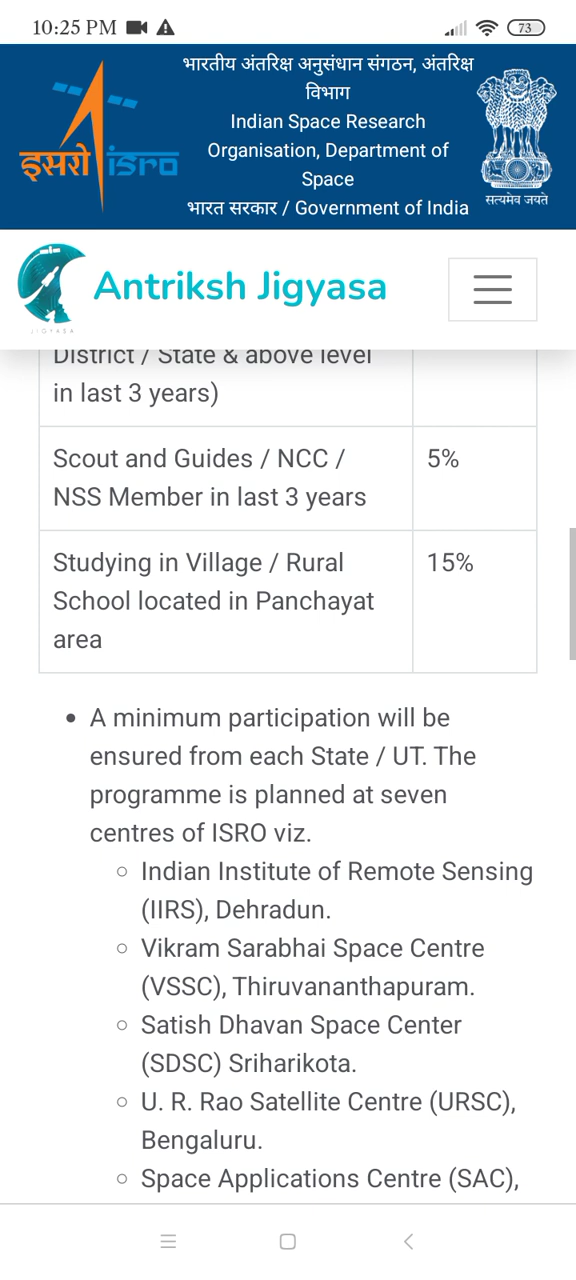 10:25 PM
73
भारतीय अंतरिक्ष अनुसंधान संगठन, अंतरिक्ष
विभाग
Indian Space Research
Organisation, Department of
Space
भारत सरकार / Government of India
इसरो isro
सत्यमेव जयते
Antriksh Jigyasa
JIGYASA
District / State & above level
in last 3 years)
Scout and Guides / NCC / 5%
NSS Member in last 3 years
Studying in Village / Rural 15%
School located in Panchayat
area
• A minimum participation will be
ensured from each State / UT. The
programme is planned at seven
centres of ISRO viz.
○ Indian Institute of Remote Sensing
(IIRS), Dehradun.
○ Vikram Sarabhai Space Centre
(VSSC), Thiruvananthapuram.
○ Satish Dhavan Space Center
(SDSC) Sriharikota.
○ U. R. Rao Satellite Centre (URSC),
Bengaluru.
○ Space Applications Centre (SAC),